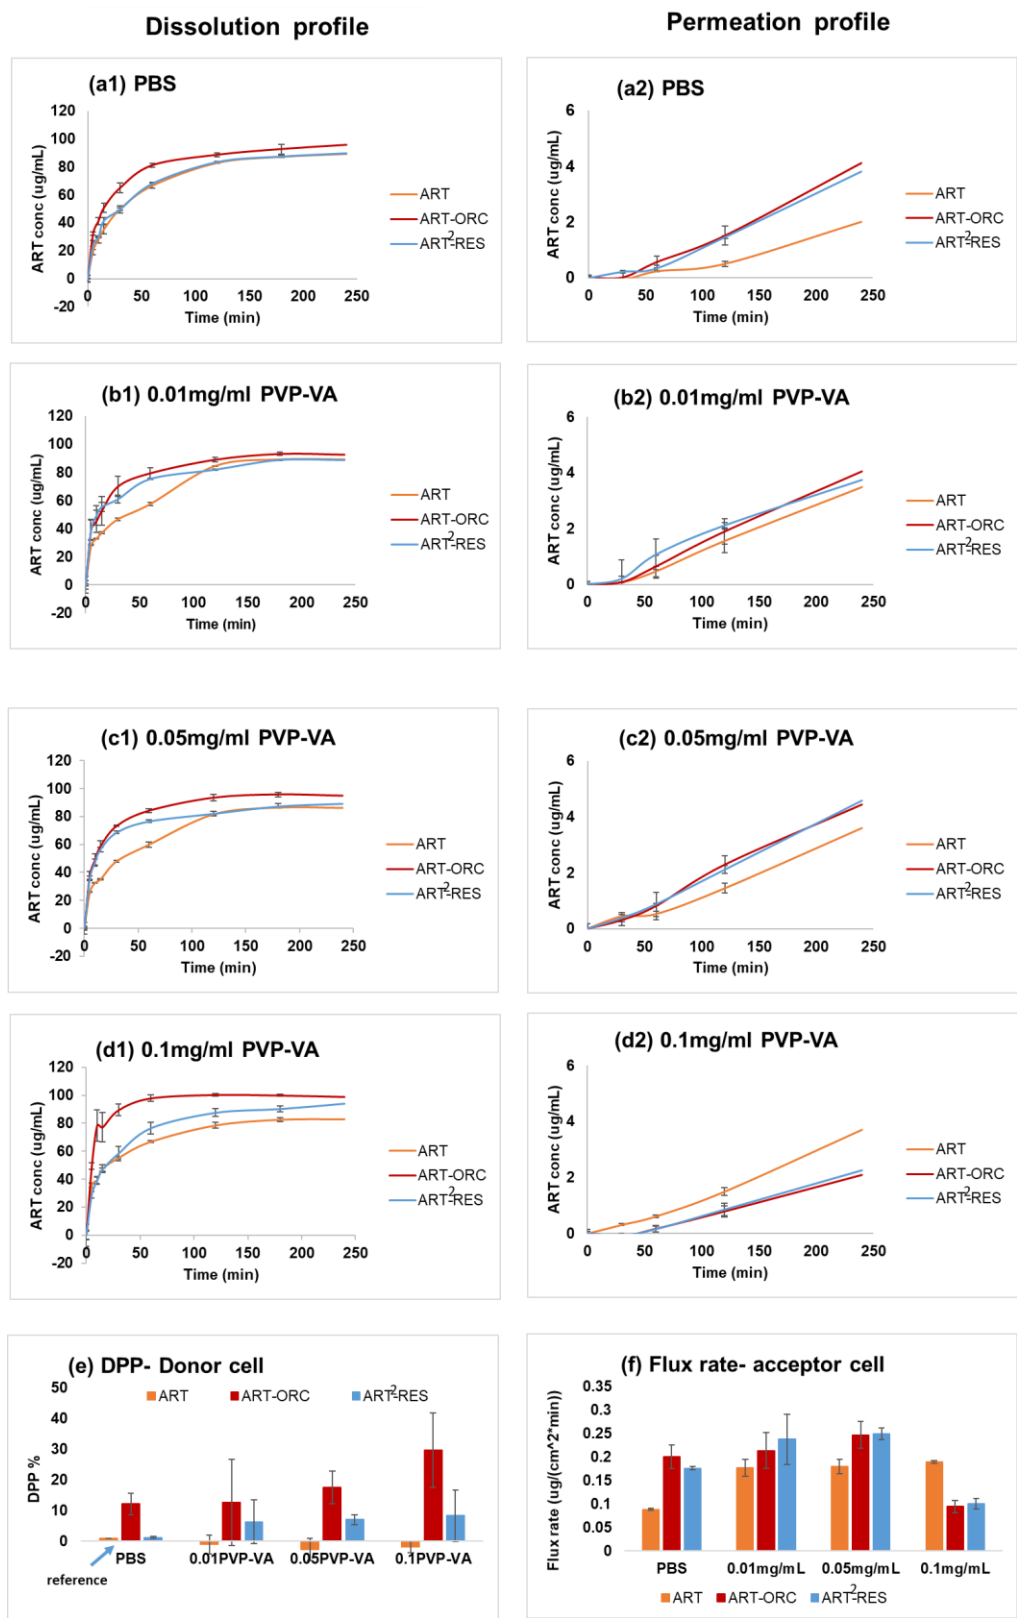 Dissolution profile
Permeation profile
(a1) PBS
120
100
80
60
40
20
0
-20
0
50
100
150
200
250
ART conc (ug/mL)
Time (min)
ART
ART-ORC
ART2-RES
(a2) PBS
6
4
2
0
0
50
100
150
200
250
ART conc (ug/mL)
Time (min)
ART
ART-ORC
ART2-RES
(b1) 0.01mg/ml PVP-VA
120
100
80
60
40
20
0
-20
0
50
100
150
200
250
ART conc (ug/mL)
Time (min)
ART
ART-ORC
ART2-RES
(b2) 0.01mg/ml PVP-VA
6
4
2
0
0
50
100
150
200
250
ART conc (ug/mL)
Time (min)
ART
ART-ORC
ART2-RES
(c1) 0.05mg/ml PVP-VA
120
100
80
60
40
20
0
-20
0
50
100
150
200
250
ART conc (ug/mL)
Time (min)
ART
ART-ORC
ART2-RES
(c2) 0.05mg/ml PVP-VA
6
4
2
0
0
50
100
150
200
250
ART conc (ug/mL)
Time (min)
ART
ART-ORC
ART2-RES
(d1) 0.1mg/ml PVP-VA
120
100
80
60
40
20
0
-20
0
50
100
150
200
250
ART conc (ug/mL)
Time (min)
ART
ART-ORC
ART2-RES
(d2) 0.1mg/ml PVP-VA
6
4
2
0
0
50
100
150
200
250
ART conc (ug/mL)
Time (min)
ART
ART-ORC
ART2-RES
(e) DPP- Donor cell
ART
ART-ORC
ART2-RES
50
40
30
20
10
0
DPP %
PBS
0.01PVP-VA
0.05PVP-VA
0.1PVP-VA
reference
(f) Flux rate- acceptor cell
0.35
0.3
0.25
0.2
0.15
0.1
0.05
0
Flux rate (ug/(cm^2*min))
PBS
0.01mg/mL
0.05mg/mL
0.1mg/mL
ART
ART-ORC
ART2-RES